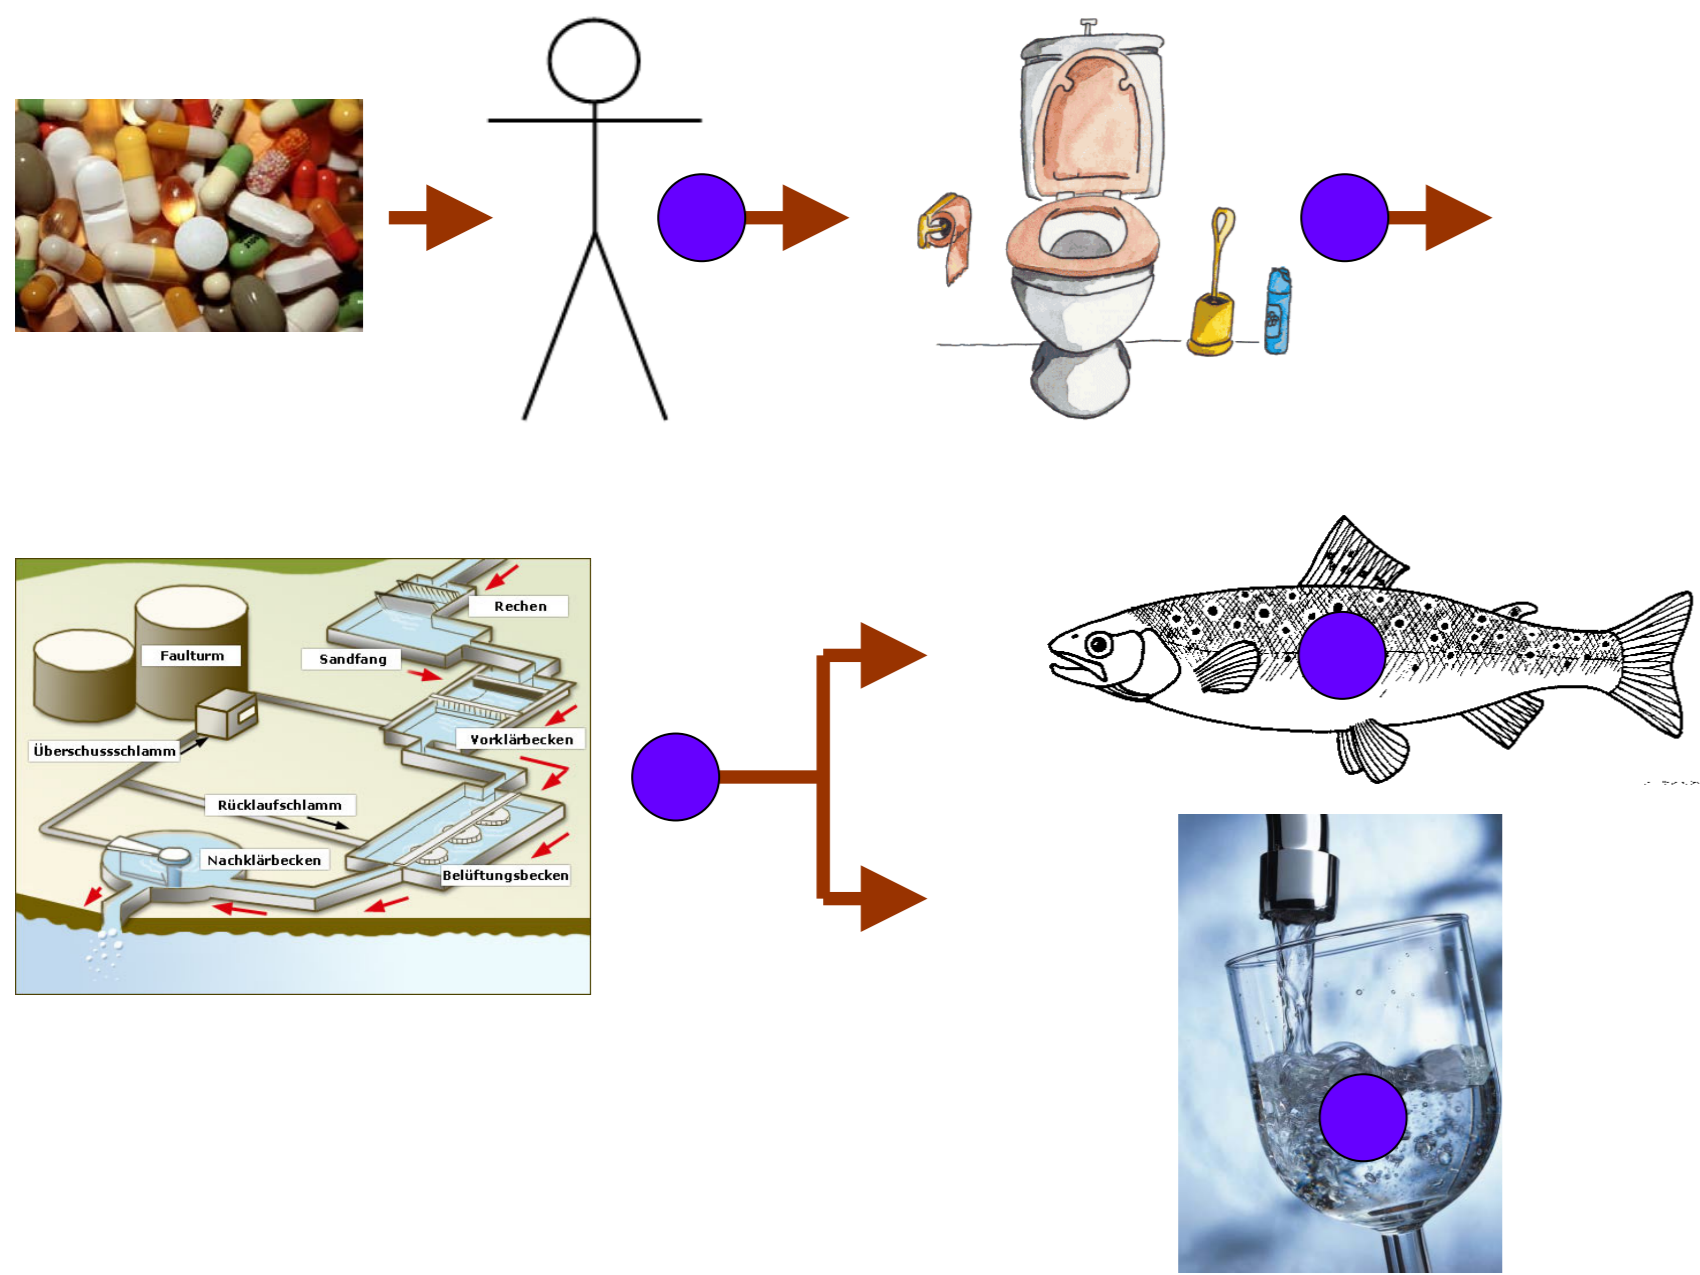 Rechen
Faulturm
Sandfang
Überschussschlamm
Vorklärbecken
Rücklaufschlamm
Nachklärbecken
Belüftungsbecken